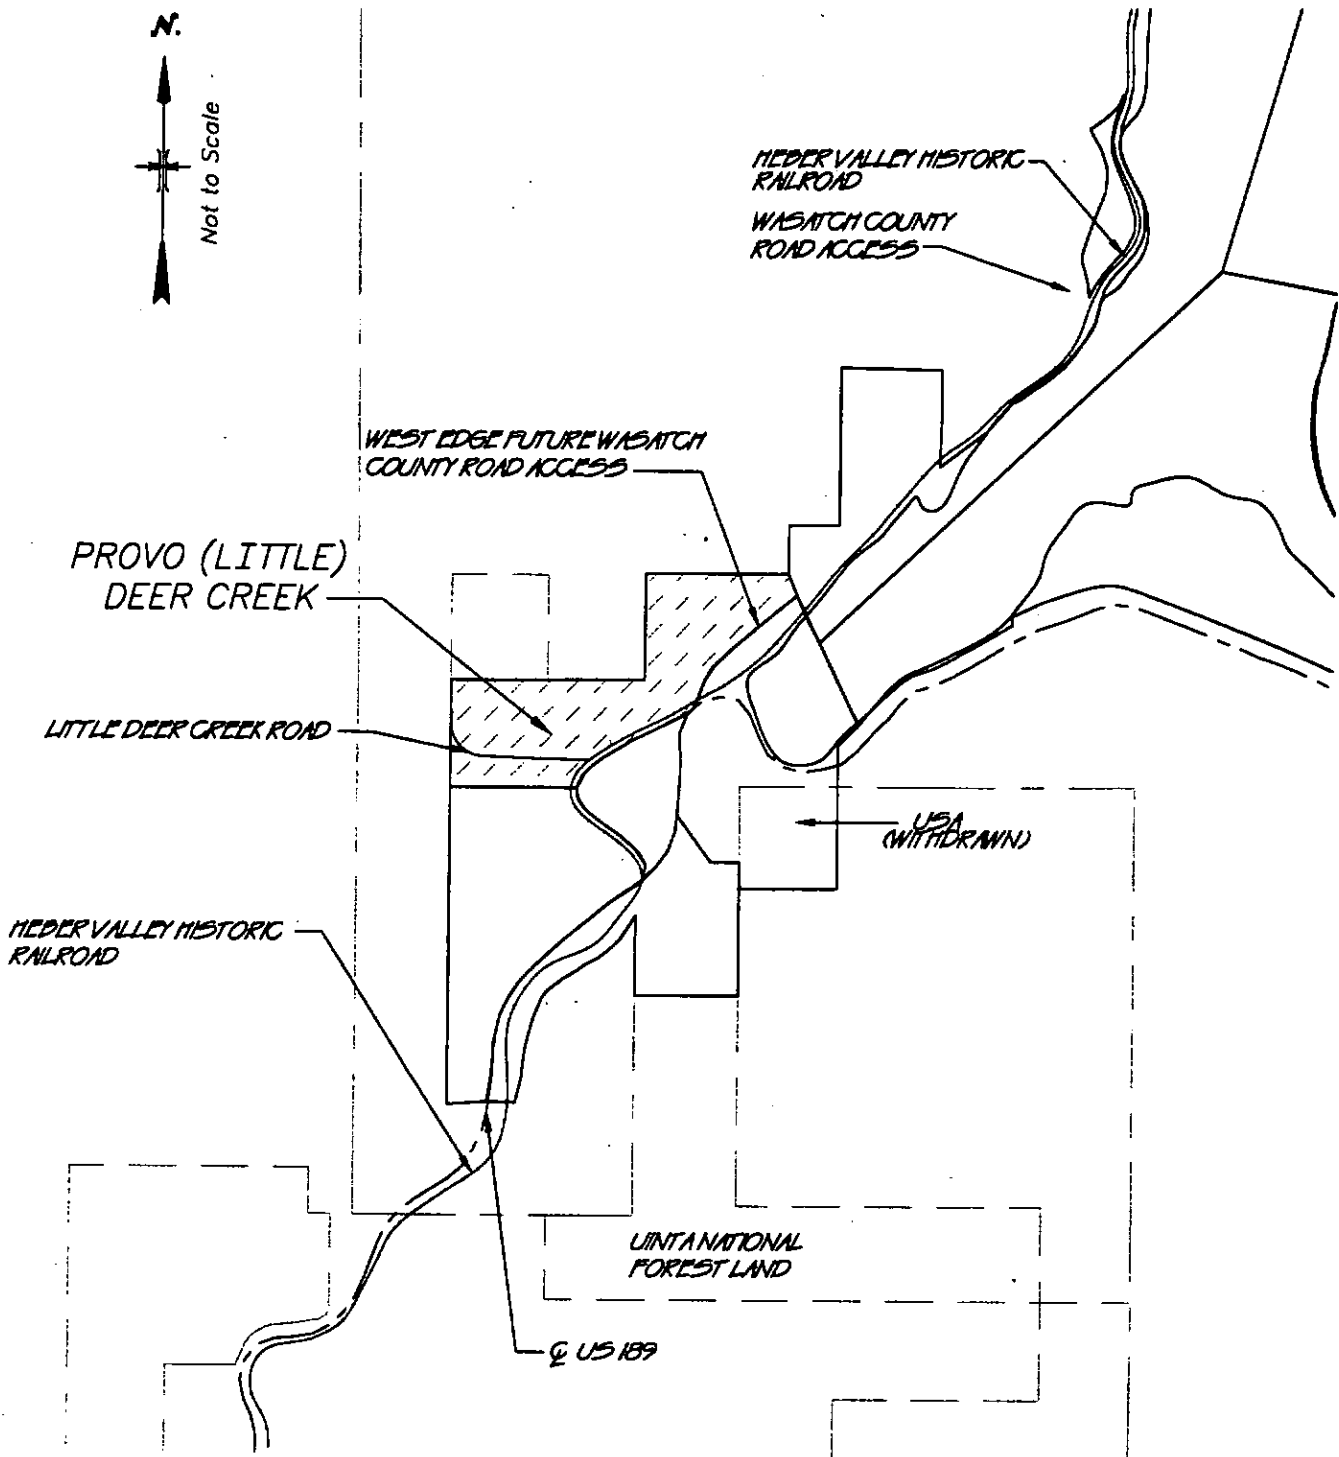 N.
Not to Scale
HEBER VALLEY HISTORIC
RAILROAD
WASATCH COUNTY
ROAD ACCESS
WEST EDGE FUTURE WASATCH
COUNTY ROAD ACCESS
PROVO (LITTLE)
DEER CREEK
LITTLE DEER CREEK ROAD
USA
(WITHDRAWN)
HEBER VALLEY HISTORIC
RAILROAD
UINTA NATIONAL
FOREST LAND
℄ US 189